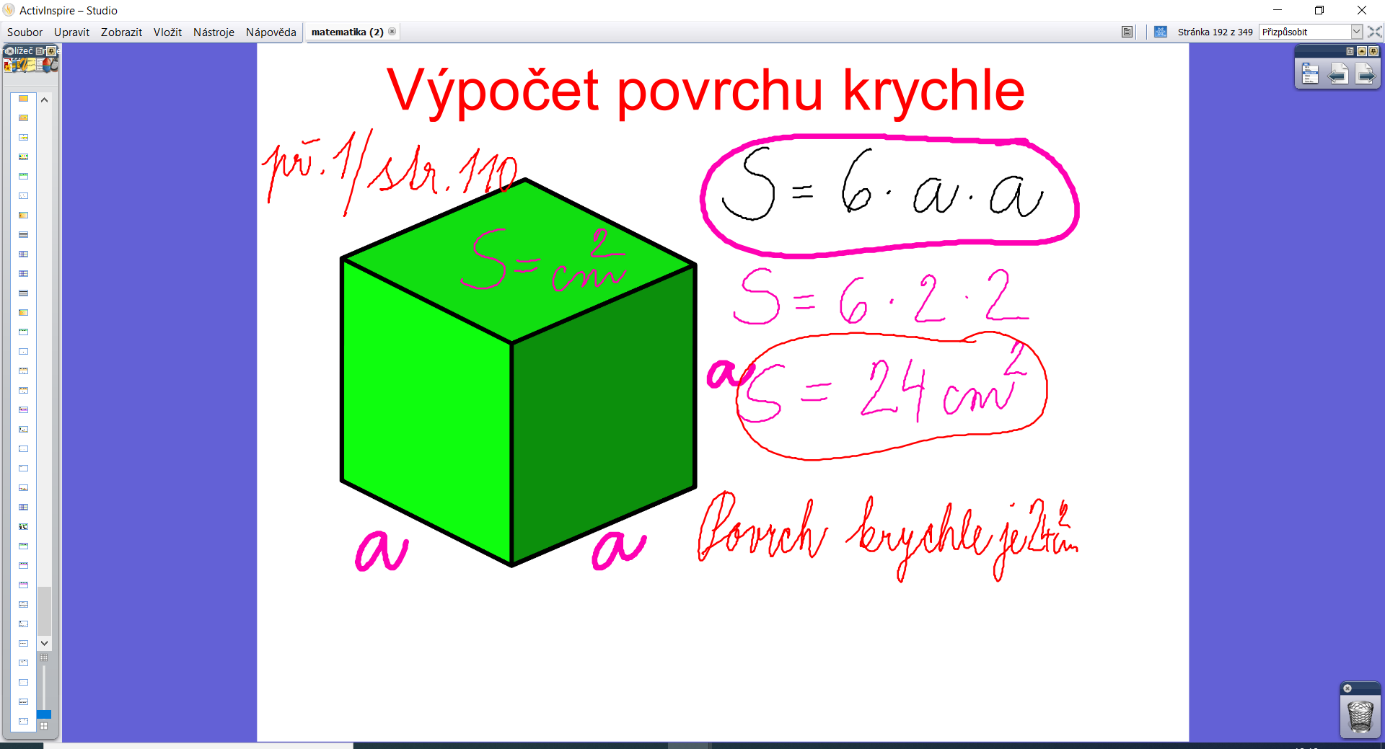 ActivInspire – Studio
Soubor Upravit Zobrazit Vložit Nástroje Nápověda matematika (2) Stránka 192 z 349 Přizpůsobit
Výpočet povrchu krychle
př. 1/ str. 110
S = 6 · a · a
S = cm²
S = 6 · 2 · 2
a
S = 24 cm²
a
a
Povrch krychle je 24 cm²